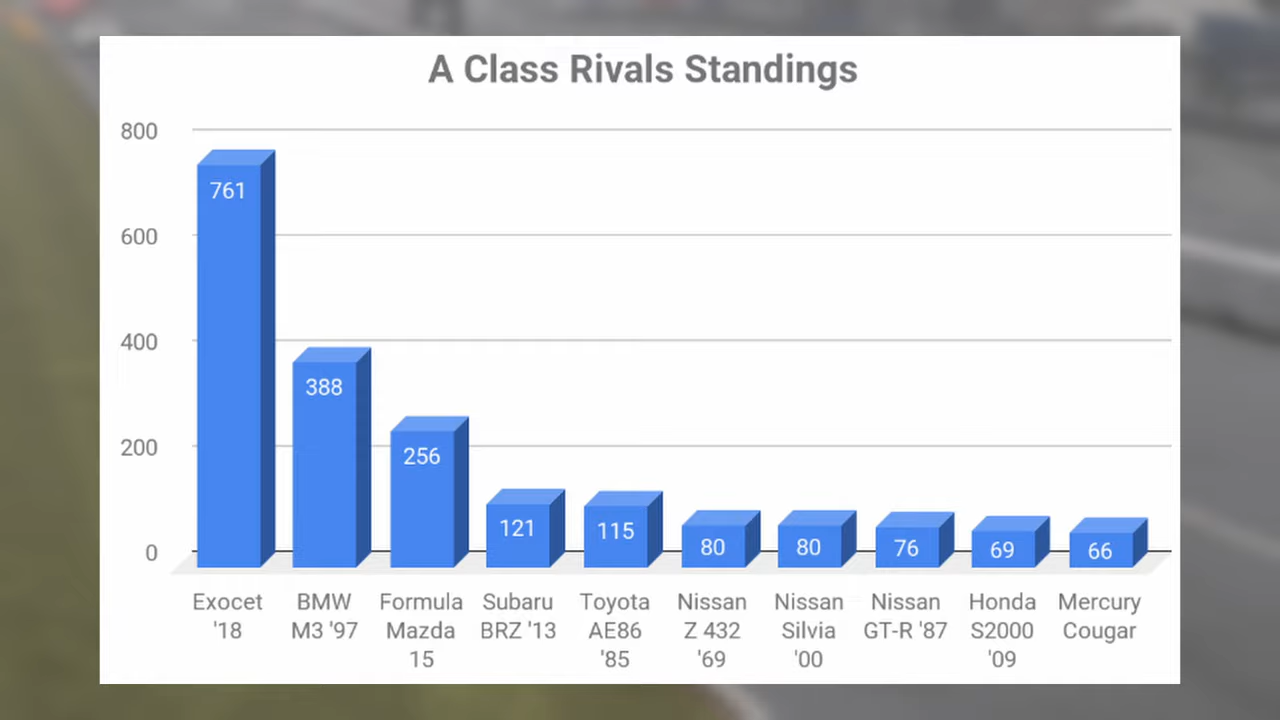 A Class Rivals Standings
800
600
400
200
0
761
388
256
121
115
80
80
76
69
66
Exocet
'18
BMW
M3 '97
Formula
Mazda
15
Subaru
BRZ '13
Toyota
AE86
'85
Nissan
Z 432
'69
Nissan
Silvia
'00
Nissan
GT-R '87
Honda
S2000
'09
Mercury
Cougar